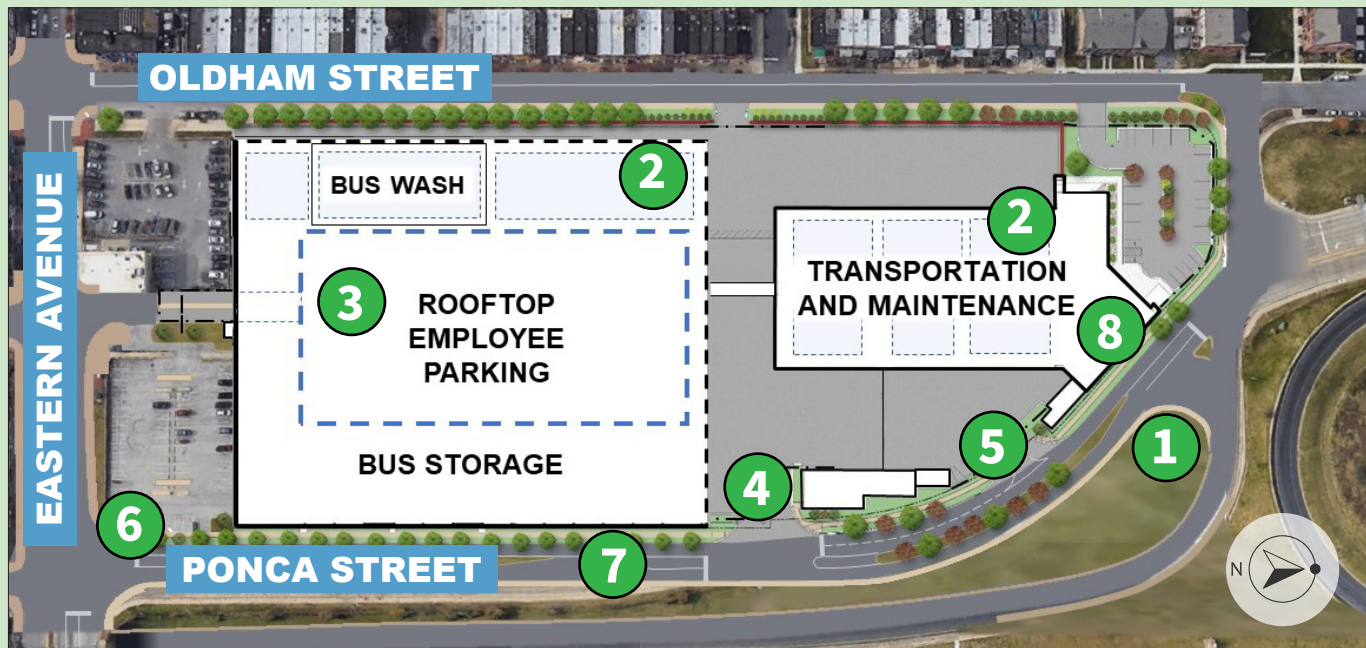 OLDHAM STREET
EASTERN AVENUE
BUS WASH
2
2
3
ROOFTOP
EMPLOYEE
PARKING
TRANSPORTATION
AND MAINTENANCE
8
BUS STORAGE
5
1
4
6
7
PONCA STREET
N